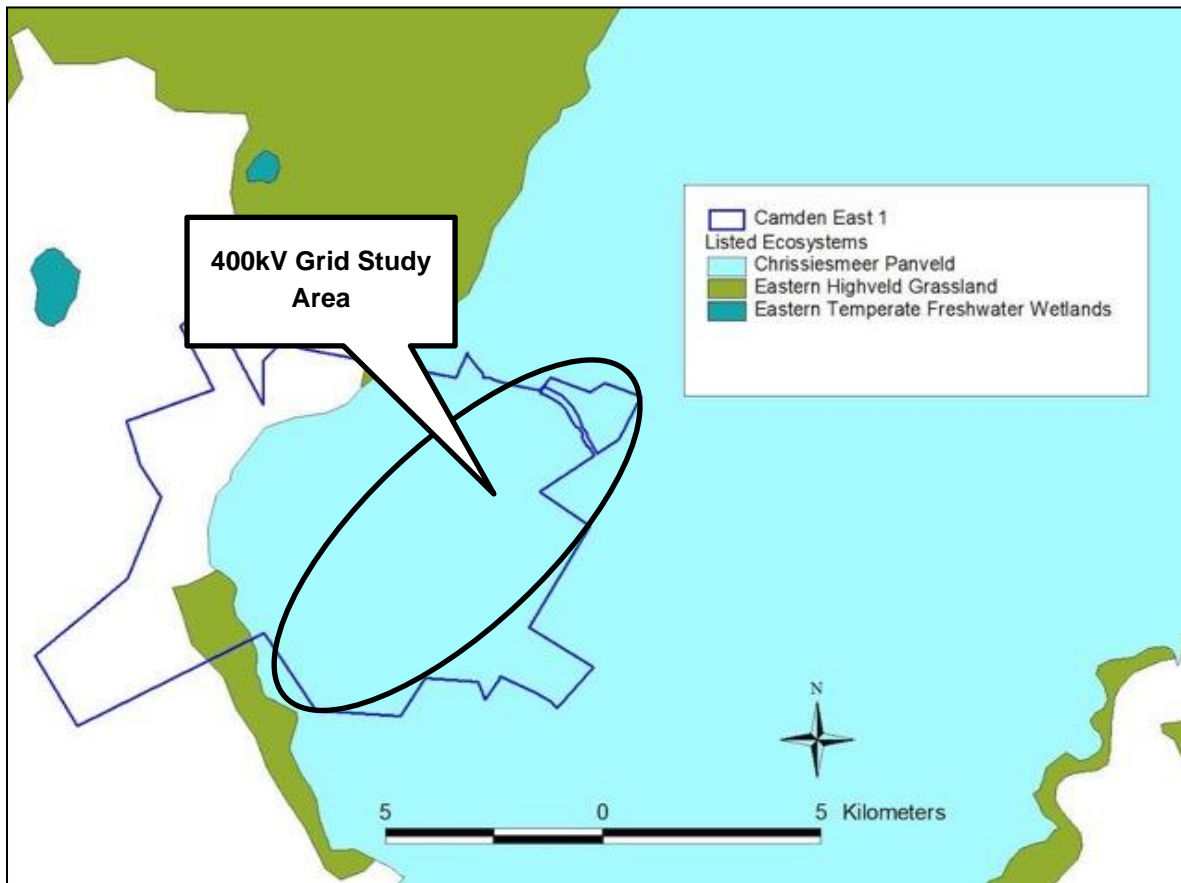 400kV Grid Study
Area
Camden East 1
Listed Ecosystems
Chrissiesmeer Panveld
Eastern Highveld Grassland
Eastern Temperate Freshwater Wetlands
N
5 0 5 Kilometers